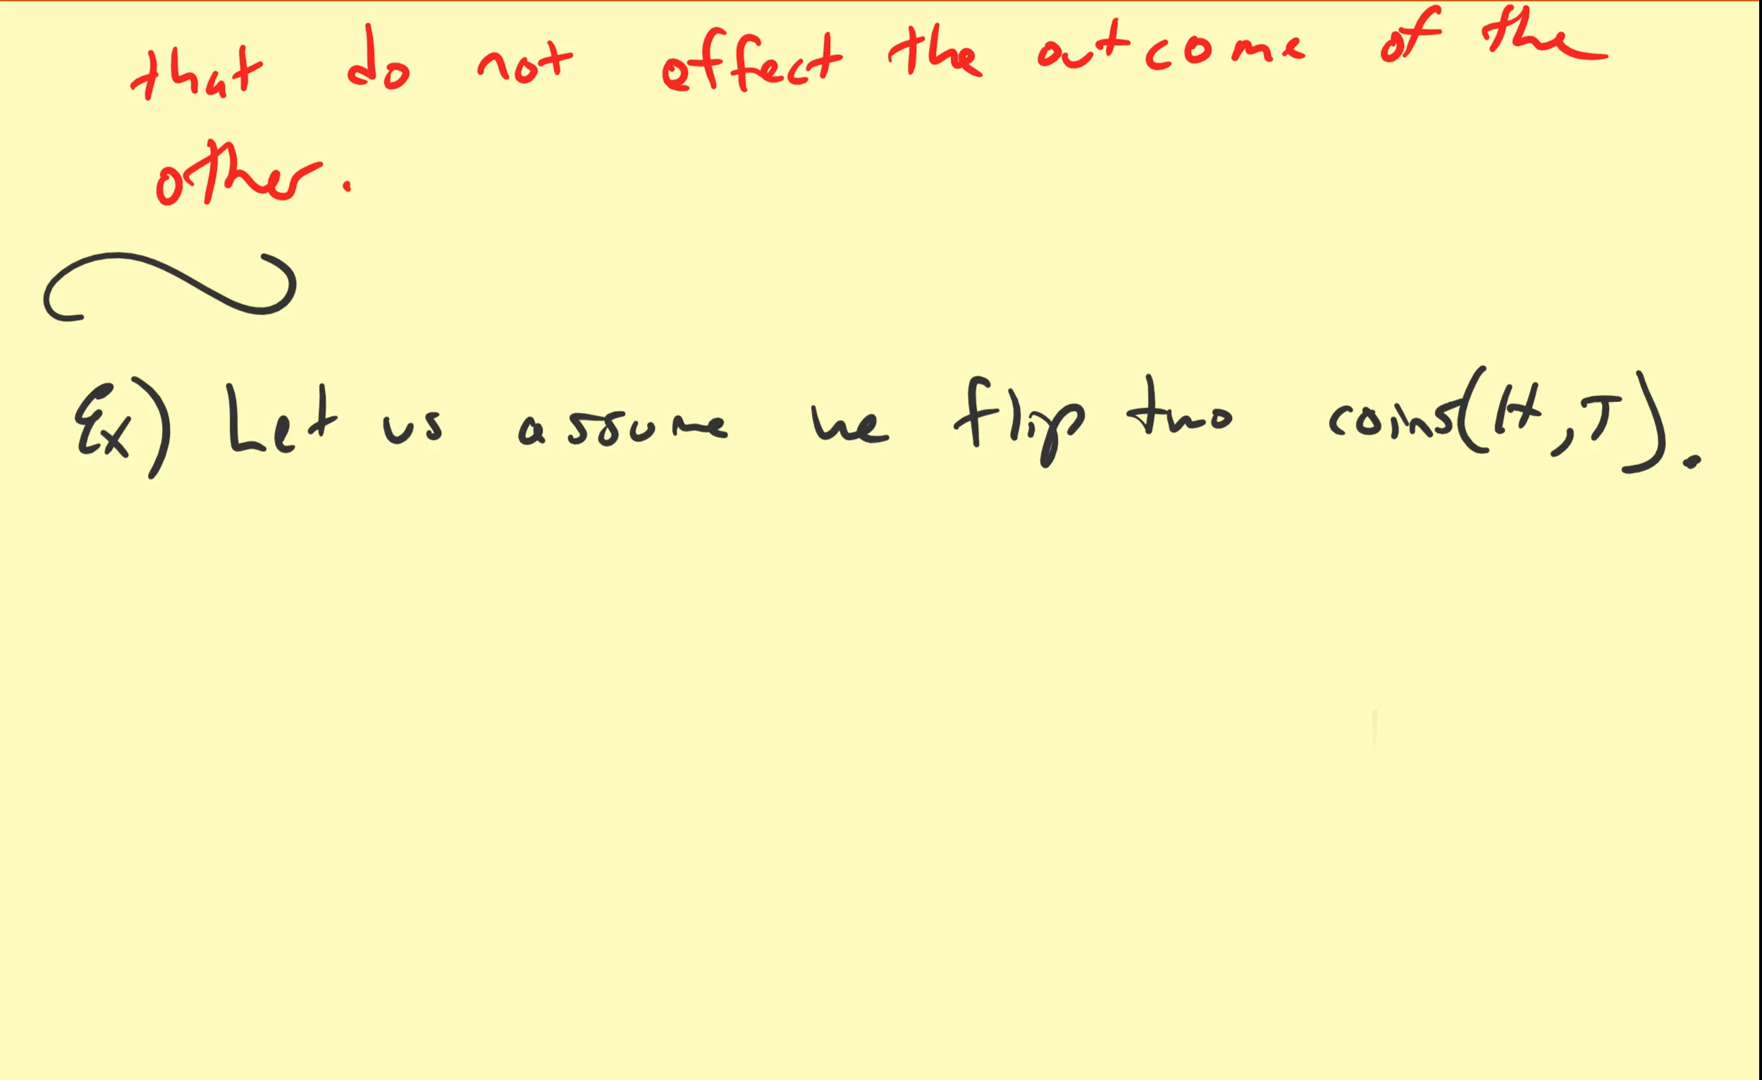 that do not effect the outcome of the
other.
Ex) Let us assume we flip two coins(H,T).